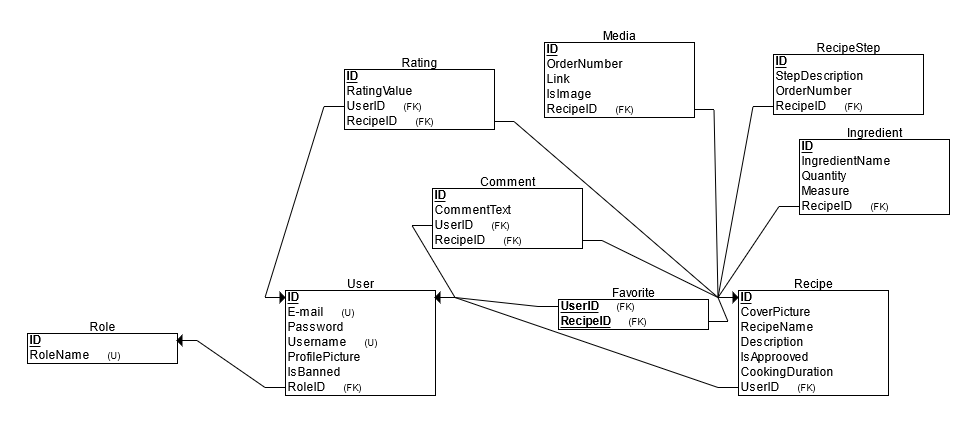 Media
ID
OrderNumber
Link
IsImage
RecipeID (FK)
RecipeStep
ID
StepDescription
OrderNumber
RecipeID (FK)
Rating
ID
RatingValue
UserID (FK)
RecipeID (FK)
Ingredient
ID
IngredientName
Quantity
Measure
RecipeID (FK)
Comment
ID
CommentText
UserID (FK)
RecipeID (FK)
User
ID
E-mail (U)
Password
Username (U)
ProfilePicture
IsBanned
RoleID (FK)
Favorite
UserID (FK)
RecipeID (FK)
Recipe
ID
CoverPicture
RecipeName
Description
IsApprooved
CookingDuration
UserID (FK)
Role
ID
RoleName (U)